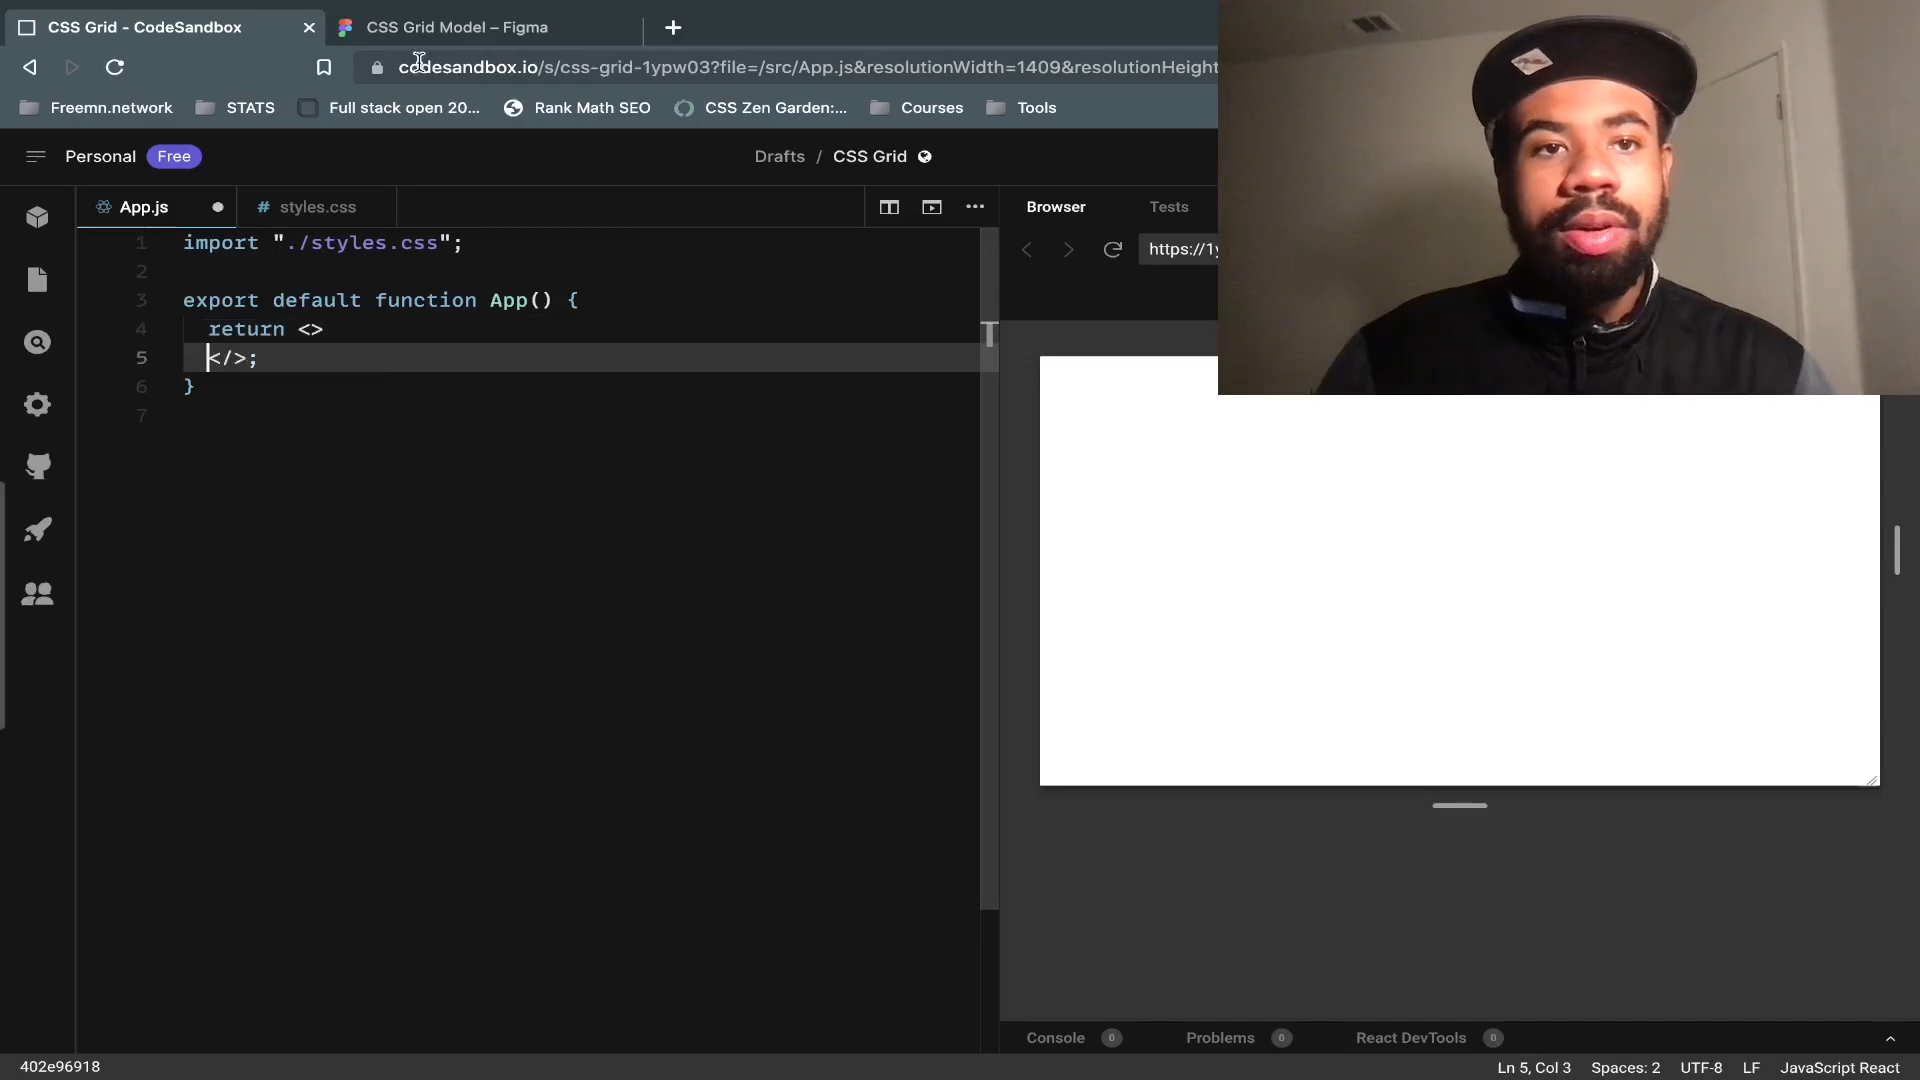 CSS Grid - CodeSandbox
CSS Grid Model – Figma
codesandbox.io/s/css-grid-1ypw03?file=/src/App.js&resolutionWidth=1409&resolutionHeight
Freemn.network
STATS
Full stack open 20...
Rank Math SEO
CSS Zen Garden:...
Courses
Tools
Personal
Free
Drafts / CSS Grid
App.js
styles.css
Browser
Tests
https://1y
1 import "./styles.css";
2
3 export default function App() {
4 return <>
5 </>;
6 }
7
Console 0
Problems 0
React DevTools 0
402e96918
Ln 5, Col 3
Spaces: 2
UTF-8
LF
JavaScript React